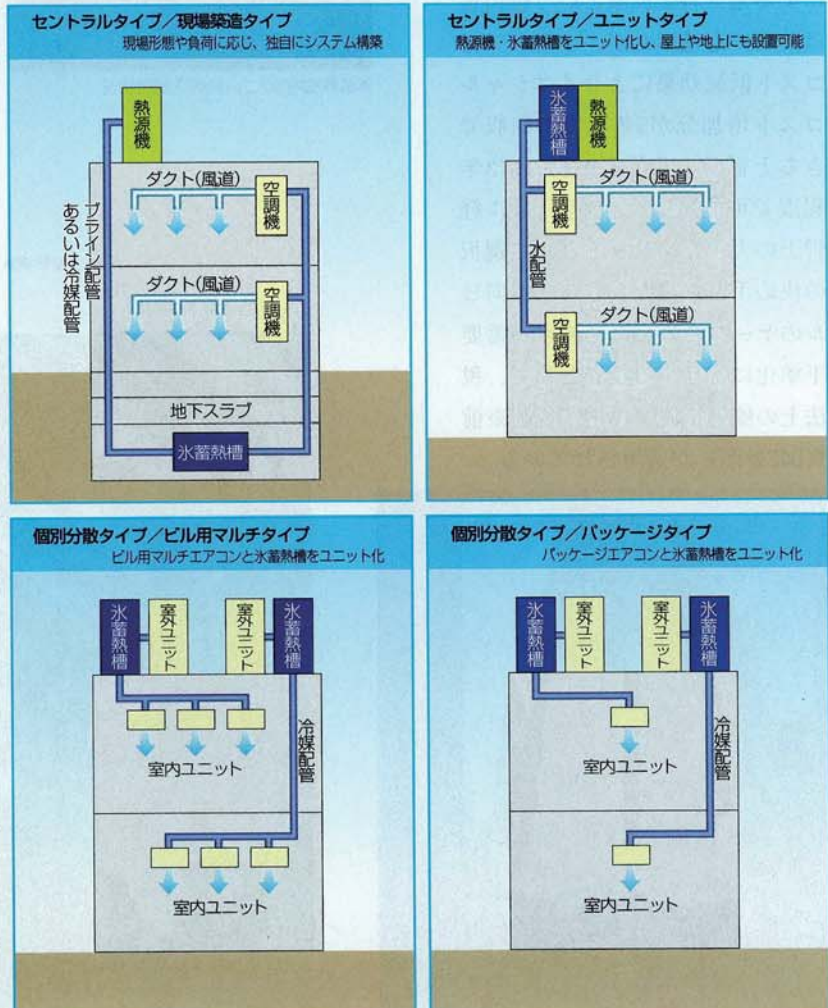 セントラルタイプ／現場築造タイプ
現場形態や負荷に応じ、独自にシステム構築
熱源機
ダクト(風道)
空調機
ブライン配管
あるいは冷媒配管
ダクト(風道)
空調機
地下スラブ
氷蓄熱槽
セントラルタイプ／ユニットタイプ
熱源機・氷蓄熱槽をユニット化し、屋上や地上にも設置可能
氷蓄熱槽
熱源機
ダクト(風道)
空調機
水配管
ダクト(風道)
空調機
個別分散タイプ／ビル用マルチタイプ
ビル用マルチエアコンと氷蓄熱槽をユニット化
氷蓄熱槽
室外ユニット
室外ユニット
氷蓄熱槽
冷媒配管
室内ユニット
室内ユニット
個別分散タイプ／パッケージタイプ
パッケージエアコンと氷蓄熱槽をユニット化
氷蓄熱槽
室外ユニット
室外ユニット
氷蓄熱槽
冷媒配管
室内ユニット
室内ユニット